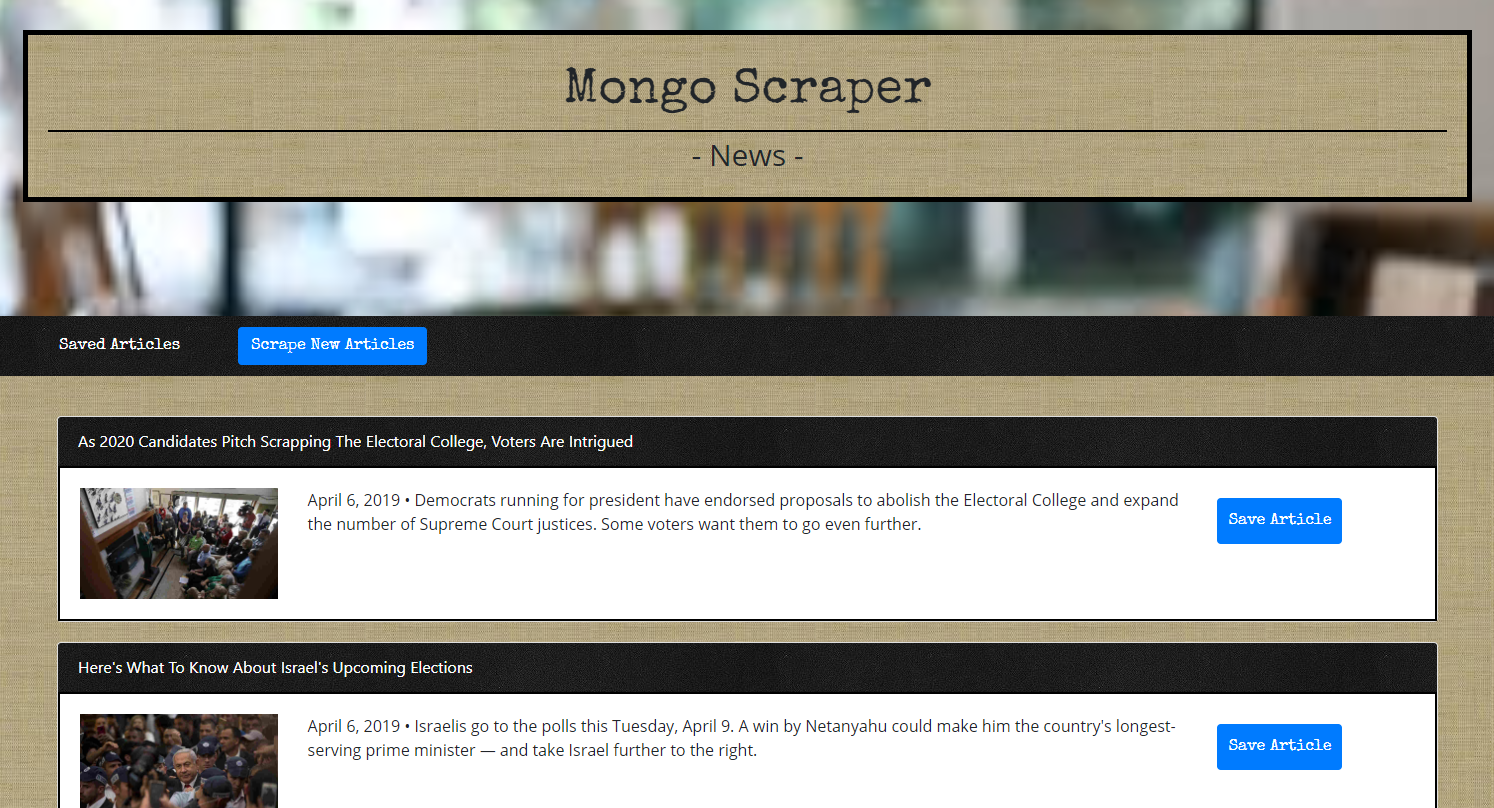 Mongo Scraper
- News -
Saved Articles
Scrape New Articles
As 2020 Candidates Pitch Scrapping The Electoral College, Voters Are Intrigued
April 6, 2019 • Democrats running for president have endorsed proposals to abolish the Electoral College and expand
the number of Supreme Court justices. Some voters want them to go even further.
Save Article
Here's What To Know About Israel's Upcoming Elections
April 6, 2019 • Israelis go to the polls this Tuesday, April 9. A win by Netanyahu could make him the country's longest-
serving prime minister — and take Israel further to the right.
Save Article